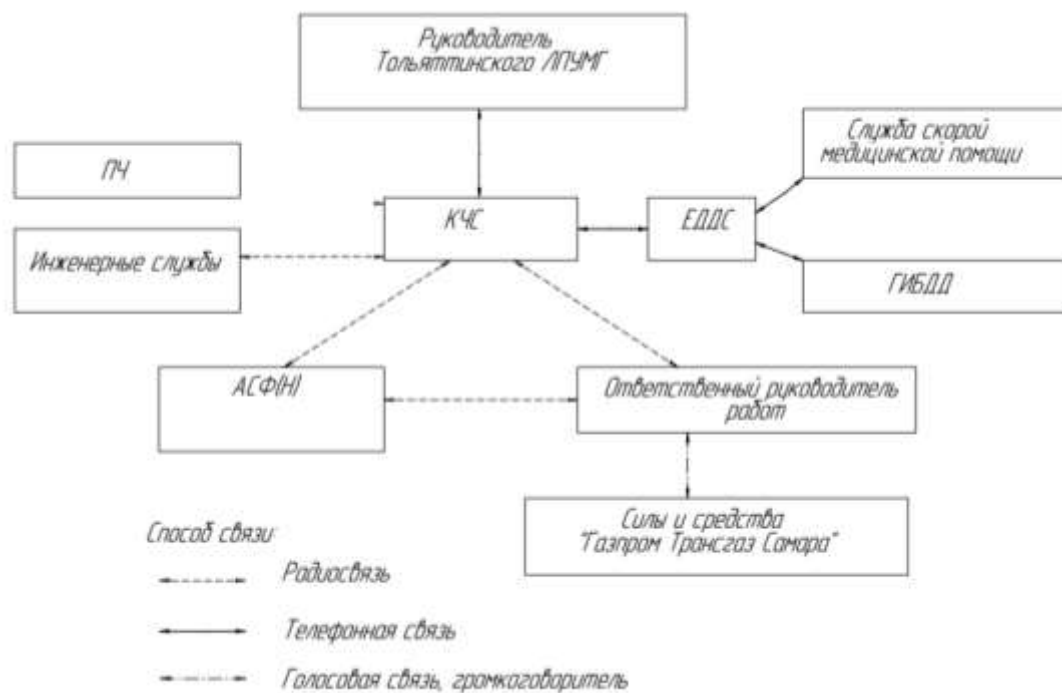 Руководитель
Тольяттинского ЛПУМГ
Служба скорой
медицинской помощи
ПЧ
КЧС
ЕДДС
Инженерные службы
ГИБДД
АСФ(Н)
Ответственный руководитель
работ
Силы и средства
"Газпром Трансгаз Самара"
Способ связи:
Радиосвязь
Телефонная связь
Голосовая связь, громкоговоритель